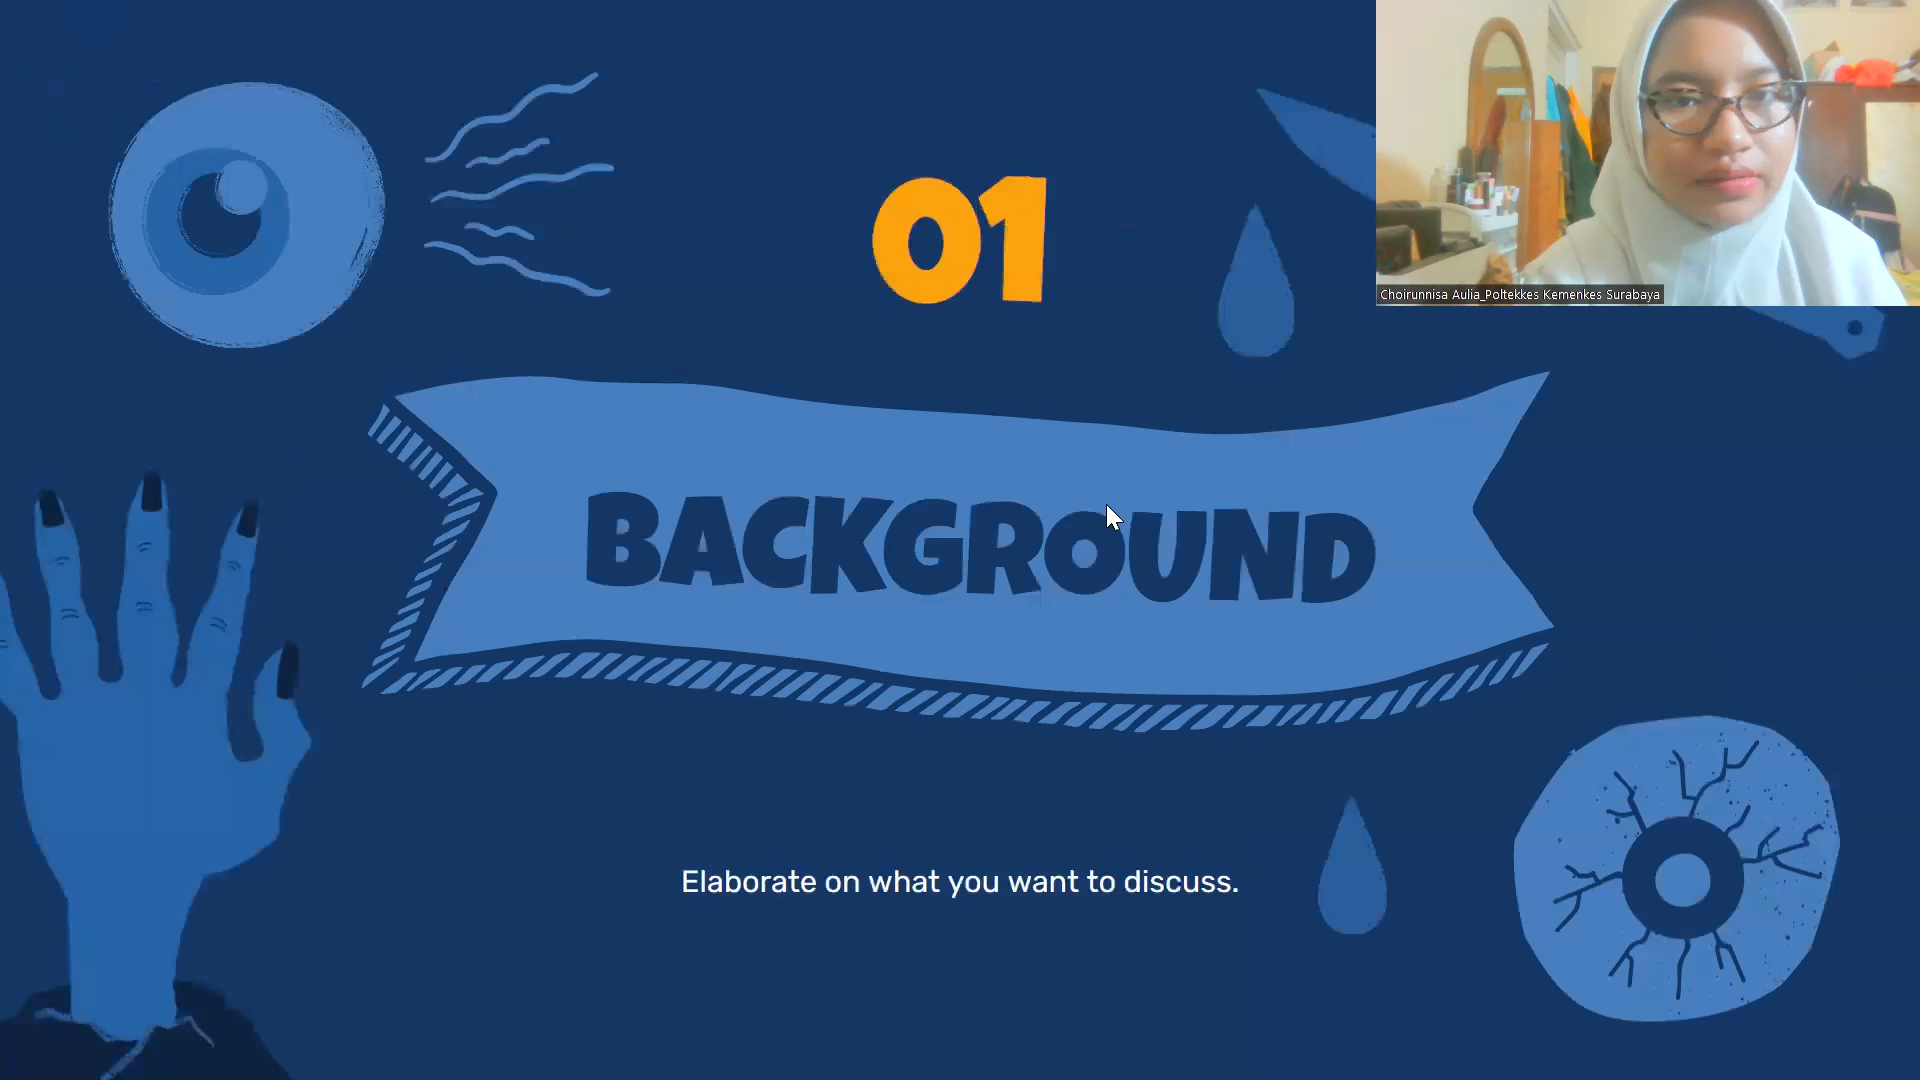 01
Choirunnisa Aulia_Poltekkes Kemenkes Surabaya
BACKGROUND
Elaborate on what you want to discuss.